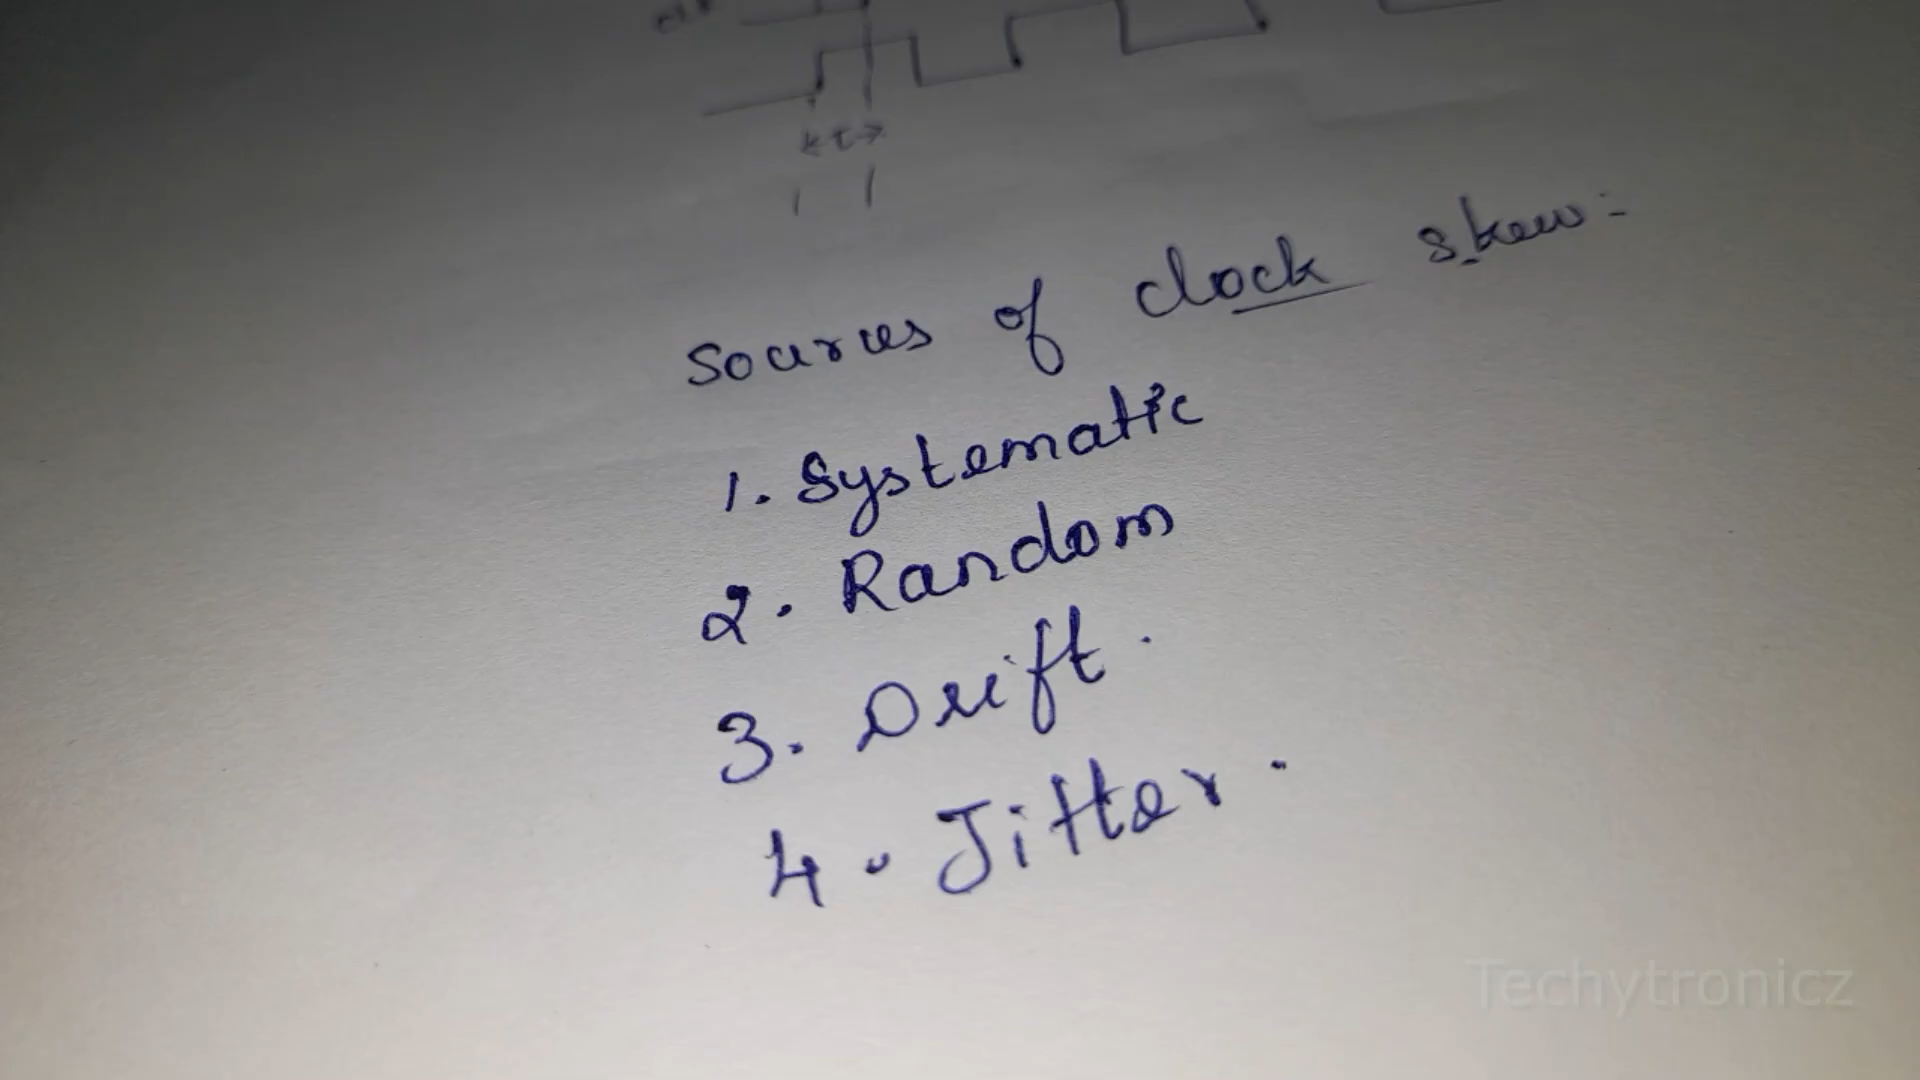 Sources of clock skew:-
1. Systematic
2. Random
3. Drift.
4. Jitter.
Techytronicz